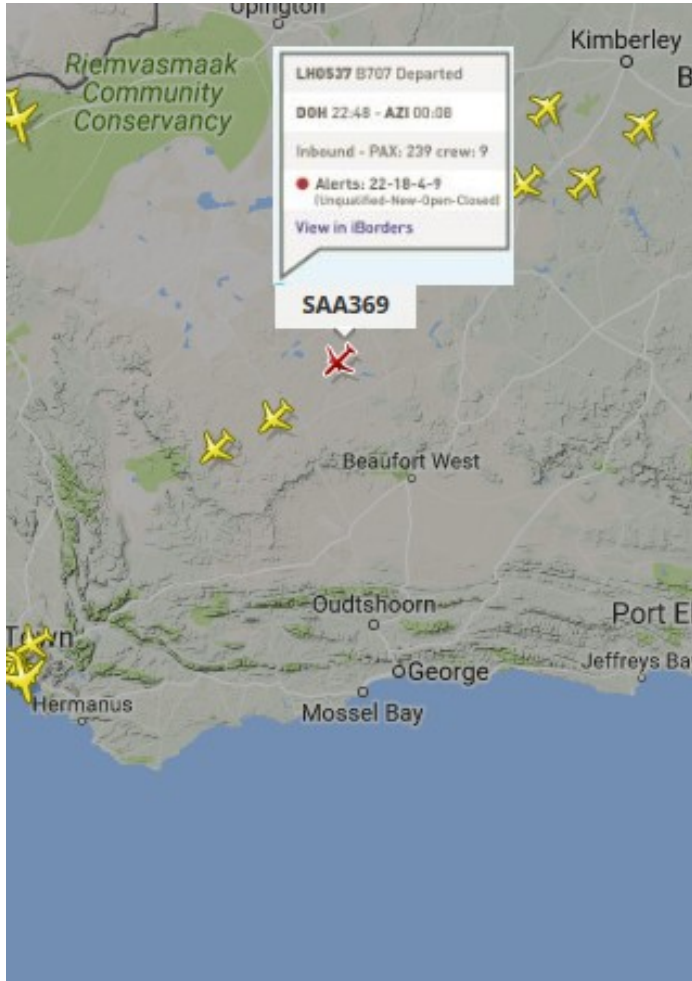 Upington
Kimberley
Riemvasmaak
Community
Conservancy
B
LH0537 B707 Departed
DOH 22:48 - AZI 00:08
Inbound - PAX: 239 crew: 9
Alerts: 22-18-4-9
(Unqualified-New-Open-Closed)
View in iBorders
SAA369
Beaufort West
Oudtshoorn
Port E
Town
George
Jeffreys Ba
Hermanus
Mossel Bay